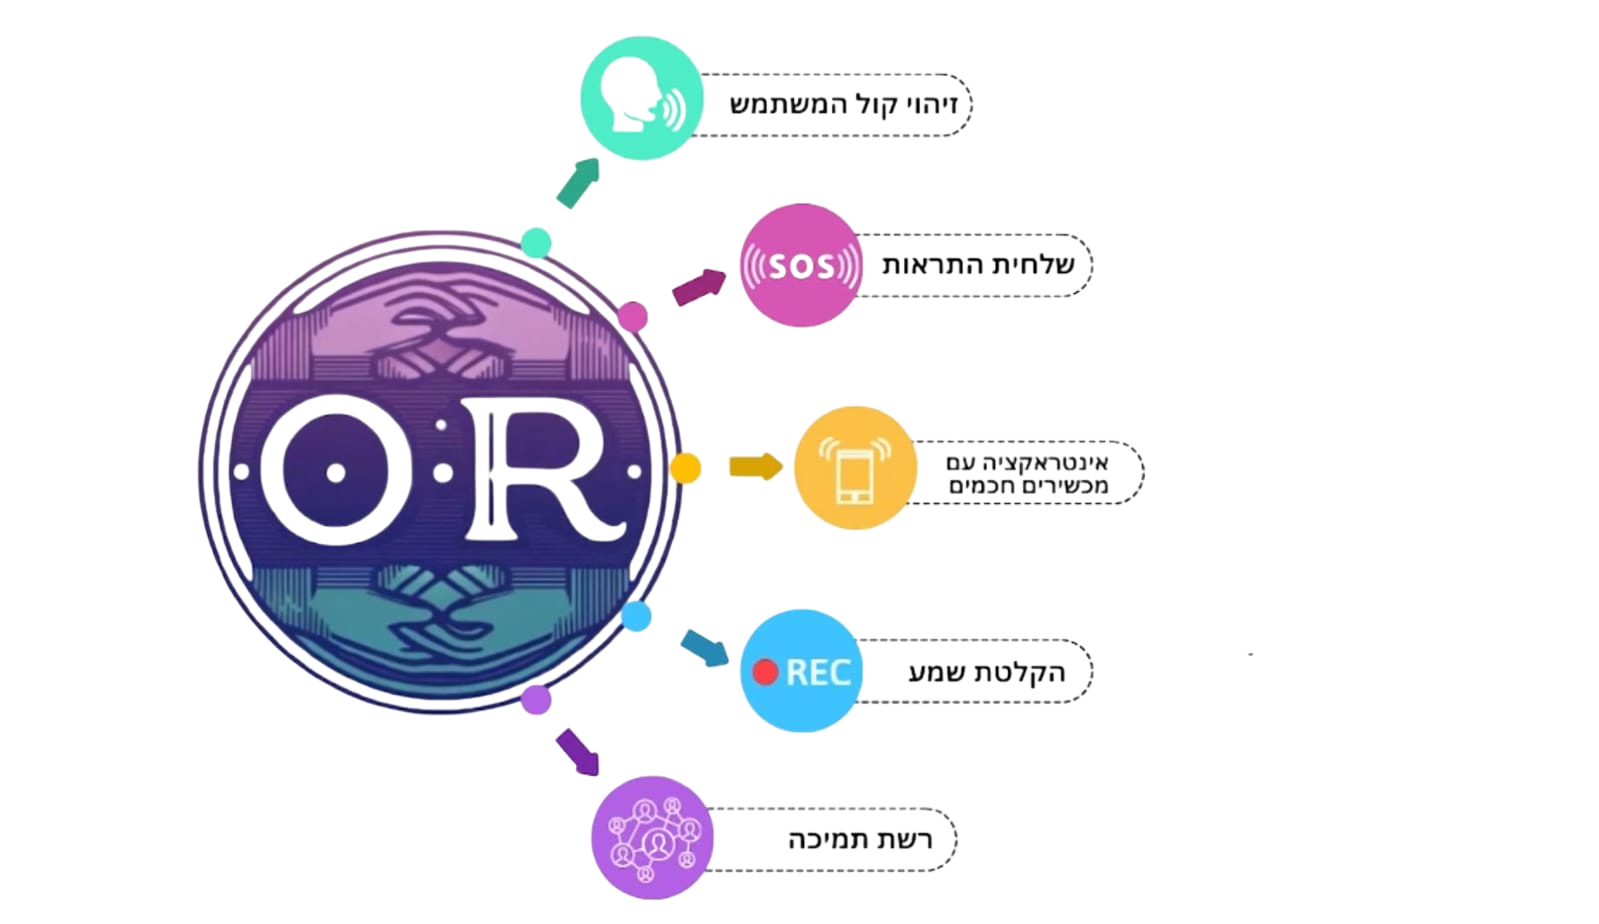 זיהוי קול המשתמש
SOS
שלחית התראות
O:R
אינטראקציה עם
מכשירים חכמים
REC
הקלטת שמע
רשת תמיכה